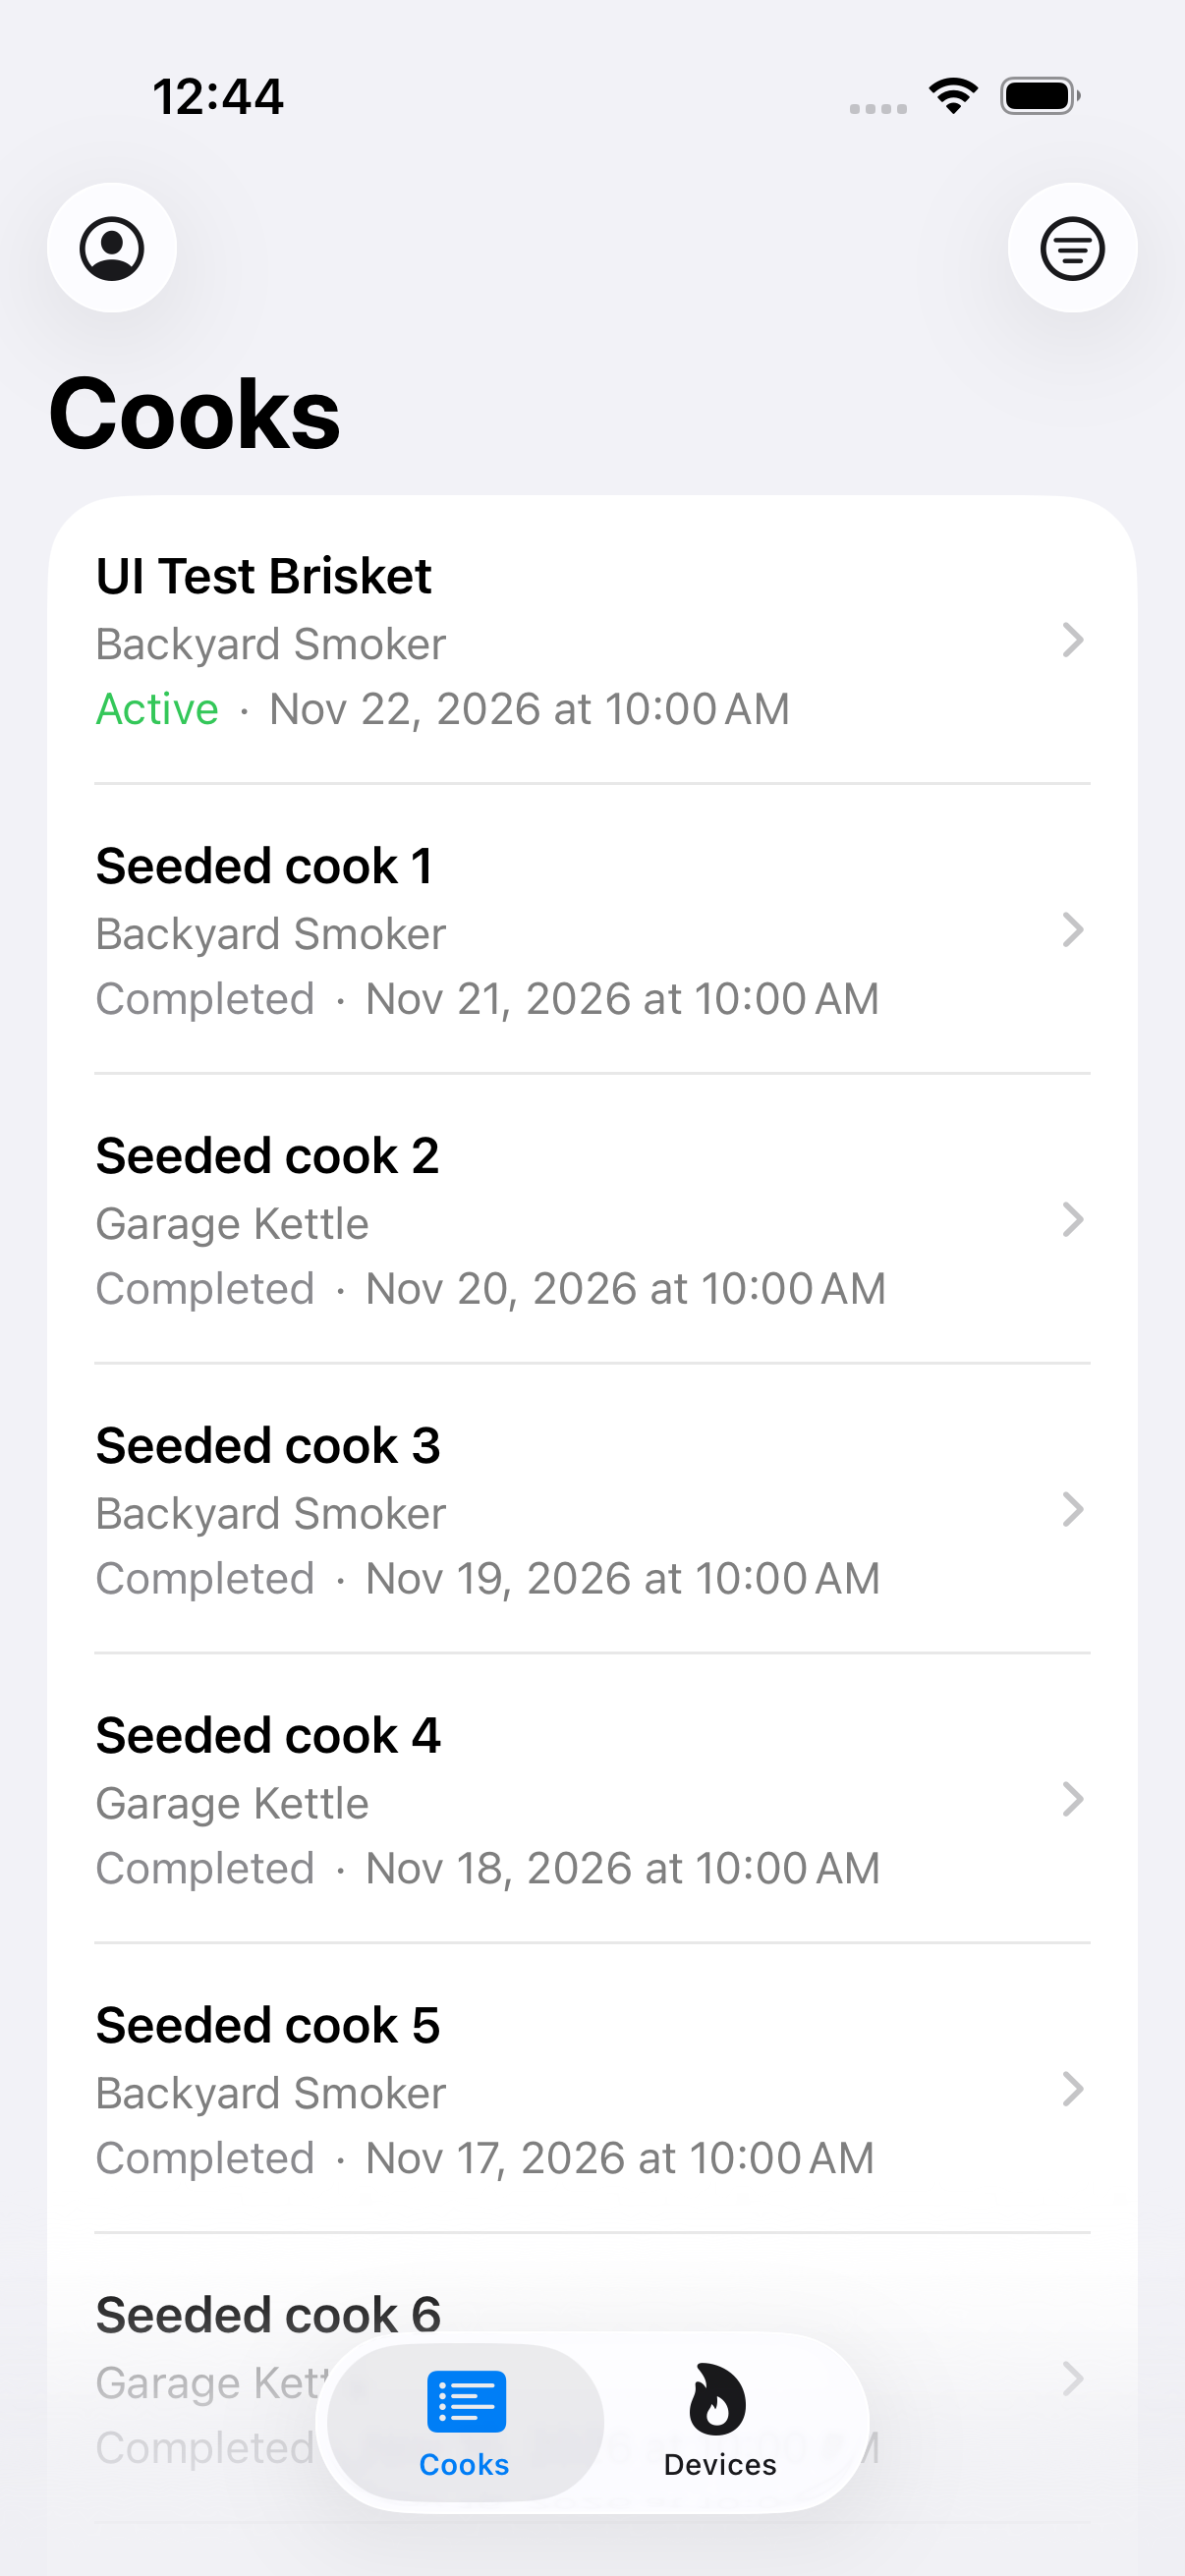 12:44
Cooks
UI Test Brisket
Backyard Smoker
Active · Nov 22, 2026 at 10:00 AM
Seeded cook 1
Backyard Smoker
Completed · Nov 21, 2026 at 10:00 AM
Seeded cook 2
Garage Kettle
Completed · Nov 20, 2026 at 10:00 AM
Seeded cook 3
Backyard Smoker
Completed · Nov 19, 2026 at 10:00 AM
Seeded cook 4
Garage Kettle
Completed · Nov 18, 2026 at 10:00 AM
Seeded cook 5
Backyard Smoker
Completed · Nov 17, 2026 at 10:00 AM
Seeded cook 6
Garage
Completed
Cooks
Devices